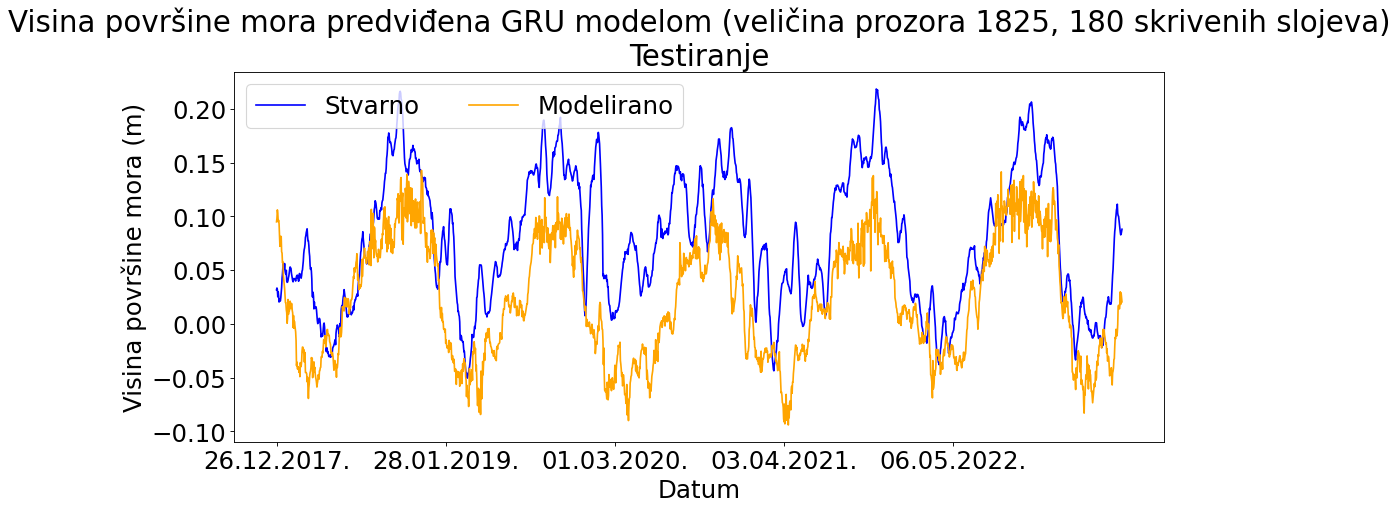 Visina površine mora predviđena GRU modelom (veličina prozora 1825, 180 skrivenih slojeva)
Testiranje
Stvarno
Modelirano
Visina površine mora (m)
0.20
0.15
0.10
0.05
0.00
−0.05
−0.10
26.12.2017.
28.01.2019.
01.03.2020.
03.04.2021.
06.05.2022.
Datum